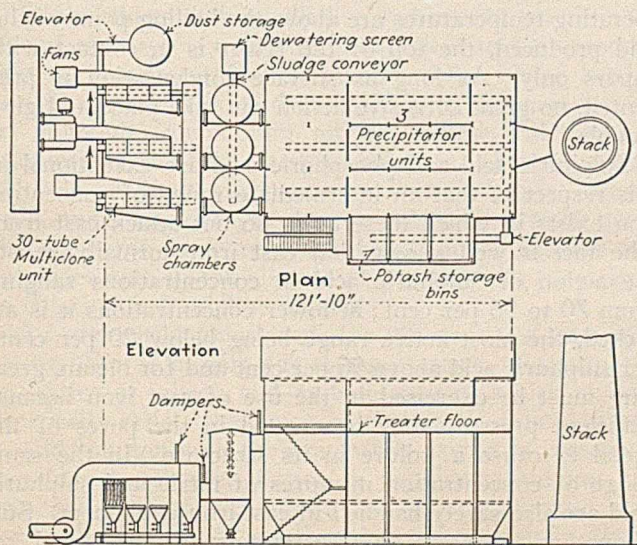 Elevator
Dust storage
Dewatering screen
Fans
Sludge conveyor
3
Precipitator
units
Stack
30-tube
Multiclone
unit
Spray
chambers
Elevator
Potash storage
bins
Plan
121'-10"
Elevation
Dampers
Treater floor
Stack